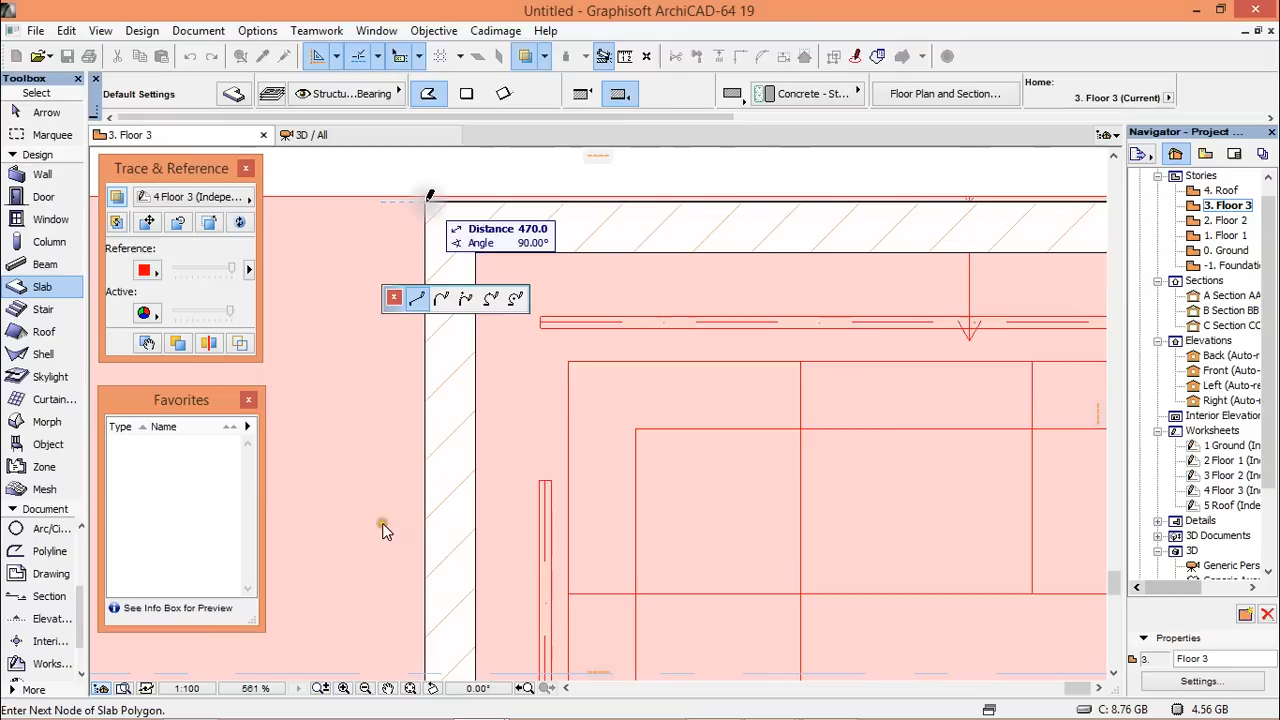 Untitled - Graphisoft ArchiCAD-64 19
File Edit View Design Document Options Teamwork Window Objective Cadimage Help
Toolbox
Select
Arrow
Marquee
Design
Wall
Door
Window
Column
Beam
Slab
Stair
Roof
Shell
Skylight
Curtain...
Morph
Object
Zone
Mesh
Document
Arc/Ci...
Polyline
Drawing
Section
Elevat...
Interi...
Works...
More
Default Settings
Structu...Bearing
Concrete - St...
Floor Plan and Section...
Home:
3. Floor 3 (Current)
3. Floor 3
3D / All
Trace & Reference
4 Floor 3 (Indepe...
Reference:
Active:
Favorites
Type Name
See Info Box for Preview
Distance 470.0
Angle 90.00°
Navigator - Project ...
Stories
4. Roof
3. Floor 3
2. Floor 2
1. Floor 1
0. Ground
-1. Foundatio
Sections
A Section AA
B Section BB
C Section CC
Elevations
Back (Auto-r
Front (Auto-
Left (Auto-re
Right (Auto-
Interior Elevation
Worksheets
1 Ground (In
2 Floor 1 (Inc
3 Floor 2 (Inc
4 Floor 3 (Inc
5 Roof (Inde
Details
3D Documents
3D
Generic Pers
Properties
3. Floor 3
Settings...
1:100
561 %
0.00°
Enter Next Node of Slab Polygon.
C: 8.76 GB
4.56 GB